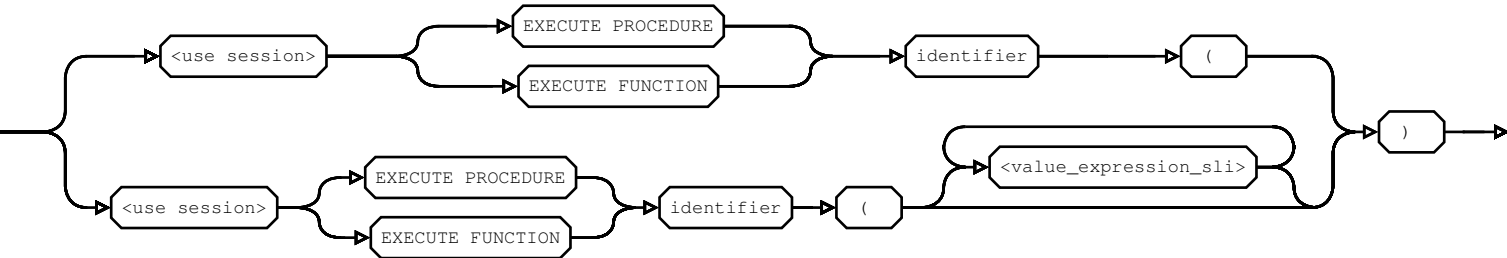 <use session>
EXECUTE PROCEDURE
EXECUTE FUNCTION
identifier
(
<use session>
EXECUTE PROCEDURE
EXECUTE FUNCTION
identifier
(
<value_expression_sli>
)